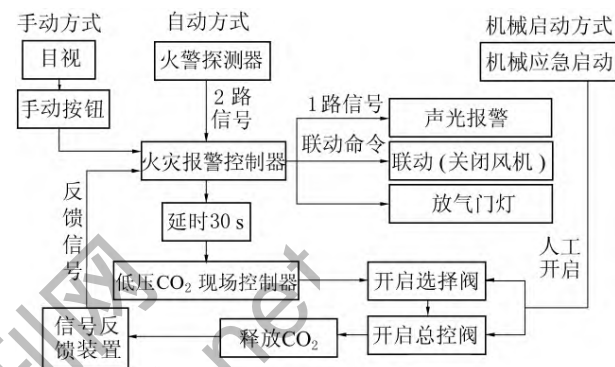 手动方式
自动方式
机械启动方式
目视
火警探测器
机械应急启动
手动按钮
2路
信号
1路信号
声光报警
联动命令
火灾报警控制器
联动(关闭风机)
放气门灯
反
馈
信
号
延时30 s
人工
开启
低压CO₂ 现场控制器
开启选择阀
信号反
馈装置
释放CO₂
开启总控阀
刊网
.net